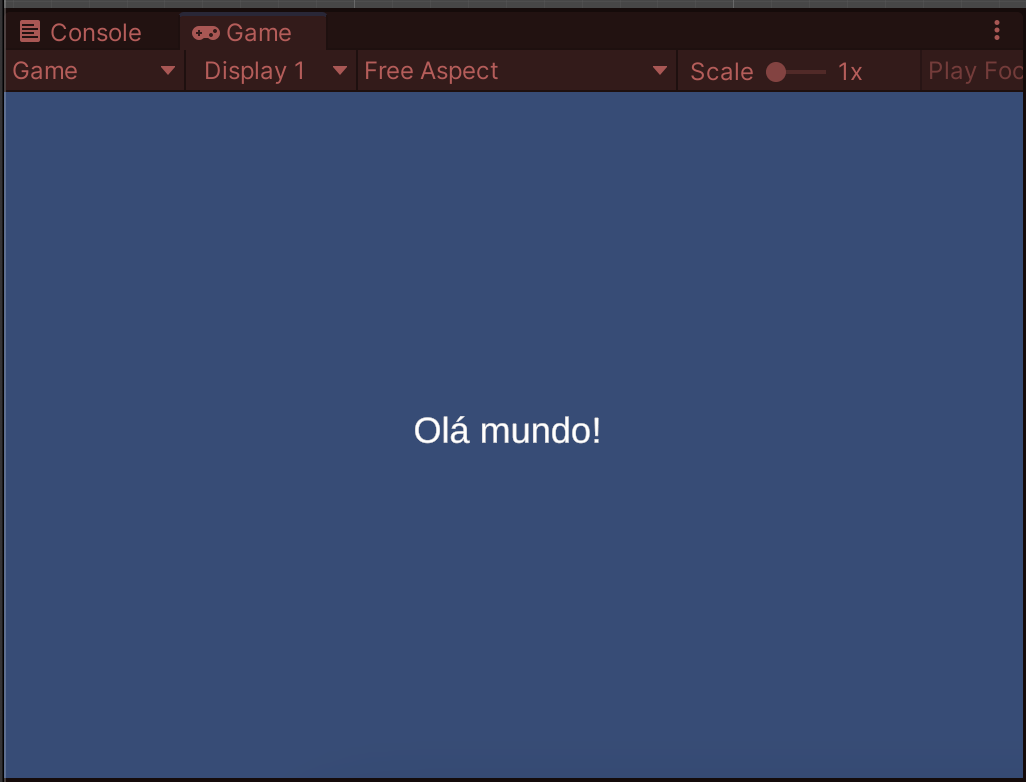 Console Game
Game Display 1 Free Aspect Scale 1x Play Foc
Olá mundo!